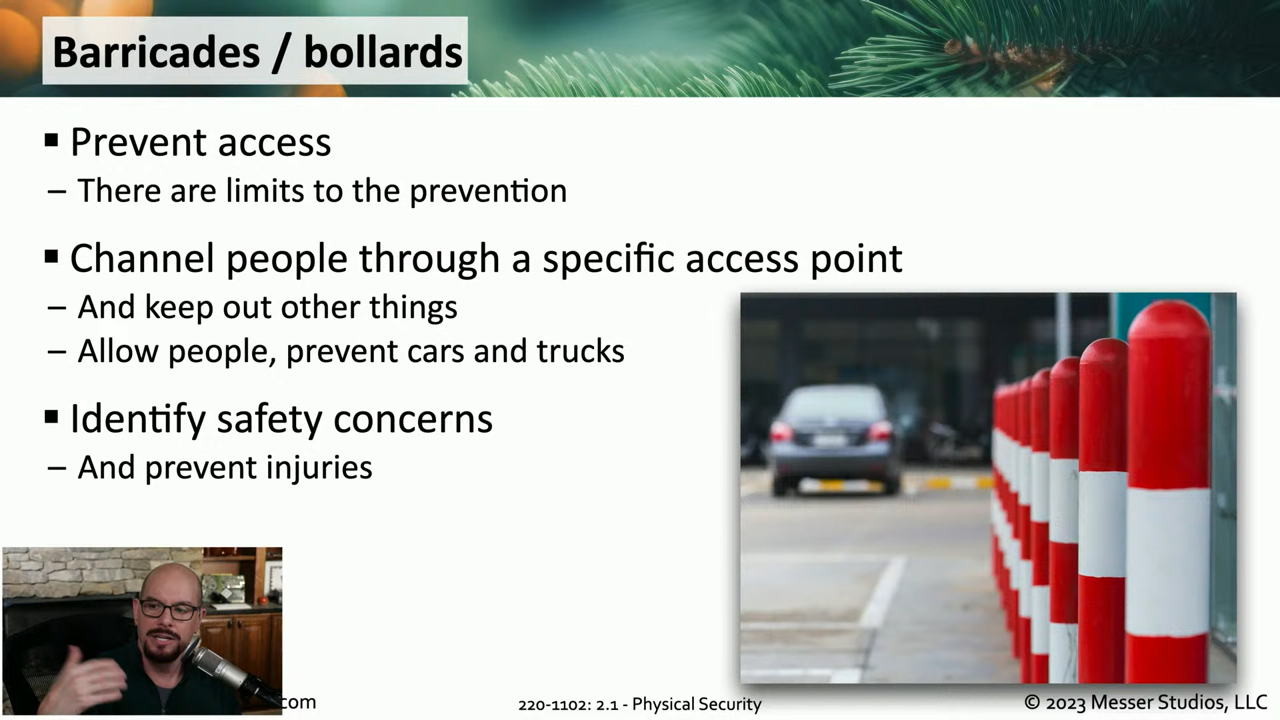 Barricades / bollards
▪ Prevent access
– There are limits to the prevention
▪ Channel people through a specific access point
– And keep out other things
– Allow people, prevent cars and trucks
▪ Identify safety concerns
– And prevent injuries
com
220-1102: 2.1 - Physical Security
© 2023 Messer Studios, LLC